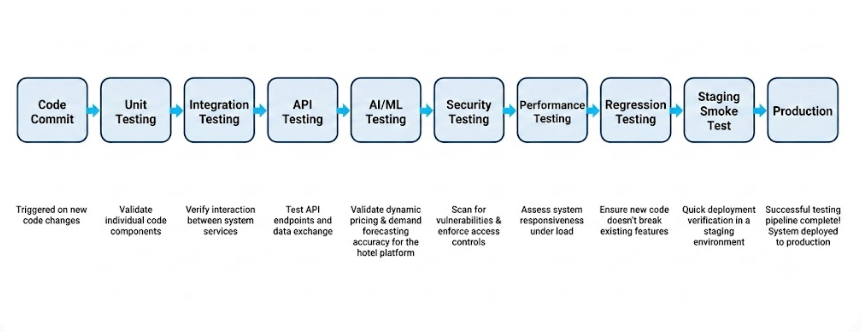 Code
Commit
Unit
Testing
Integration
Testing
API
Testing
AI/ML
Testing
Security
Testing
Performance
Testing
Regression
Testing
Staging
Smoke
Test
Production
Triggered on new
code changes
Validate
individual code
components
Verify interaction
between system
services
Test API
endpoints and
data exchange
Validate dynamic
pricing & demand
forecasting
accuracy for the
hotel platform
Scan for
vulnerabilities &
enforce access
controls
Assess system
responsiveness
under load
Ensure new code
doesn't break
existing features
Quick deployment
verification in a
staging
environment
Successful testing
pipeline complete!
System deployed
to production